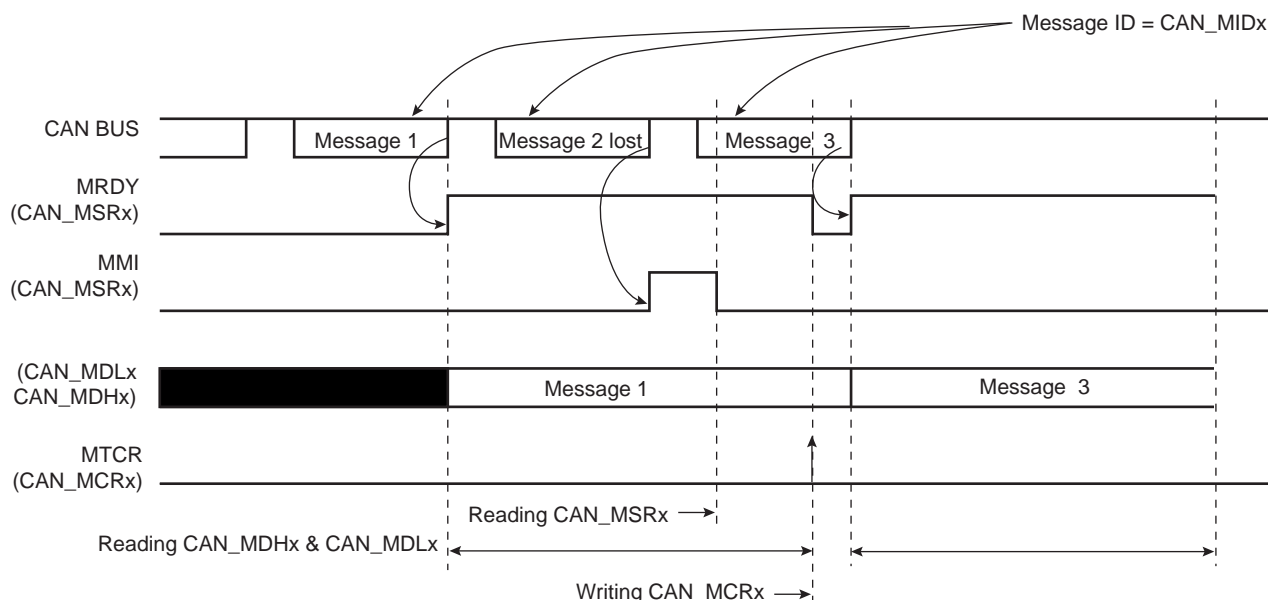 Message ID = CAN_MIDx
CAN BUS
Message 1
Message 2 lost
Message 3
MRDY
(CAN_MSRx)
MMI
(CAN_MSRx)
(CAN_MDLx
CAN_MDHx)
Message 1
Message 3
MTCR
(CAN_MCRx)
Reading CAN_MSRx
Reading CAN_MDHx & CAN_MDLx
Writing CAN_MCRx